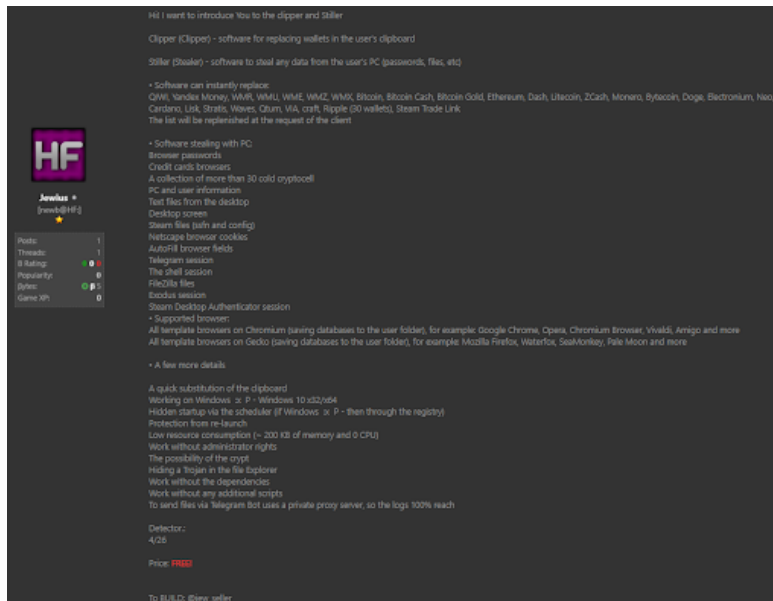 Hi! I want to introduce You to the clipper and Stiller
Clipper (Clipper) - software for replacing wallets in the user's clipboard
Stiller (Stealer) - software to steal any data from the user's PC (passwords, files, etc)
• Software can instantly replace:
QIWI, Yandex Money, WMR, WMU, WME, WMZ, WMX, Bitcoin, Bitcoin Cash, Bitcoin Gold, Ethereum, Dash, Litecoin, ZCash, Monero, Bytecoin, Doge, Electronium, Neo,
Cardano, Lisk, Stratis, Waves, Qtum, VIA, craft, Ripple (30 wallets), Steam Trade Link
The list will be replenished at the request of the client
HF
Jewius
(newb@HF;)
Posts: 1
Threads: 1
B Rating: 0 0 0
Popularity: 0
Bytes: 5
Game XP: 0
• Software stealing with PC:
Browser passwords
Credit cards browsers
A collection of more than 30 cold cryptocell
PC and user information
Text files from the desktop
Desktop screen
Steam files (ssfn and config)
Netscape browser cookies
AutoFill browser fields
Telegram session
The shell session
FileZilla files
Exodus session
Steam Desktop Authenticator session
• Supported browser:
All template browsers on Chromium (saving databases to the user folder), for example: Google Chrome, Opera, Chromium Browser, Vivaldi, Amigo and more
All template browsers on Gecko (saving databases to the user folder), for example: Mozilla Firefox, Waterfox, SeaMonkey, Pale Moon and more
• A few more details
A quick substitution of the clipboard
Working on Windows :x: P - Windows 10 x32/x64
Hidden startup via the scheduler (if Windows :x: P - then through the registry)
Protection from re-launch
Low resource consumption (~ 200 KB of memory and 0 CPU)
Work without administrator rights
The possibility of the crypt
Hiding a Trojan in the file Explorer
Work without the dependencies
Work without any additional scripts
To send files via Telegram Bot uses a private proxy server, so the logs 100% reach
Detector.:
4/26
Price: FREE!
To BUILD: @jew_seller